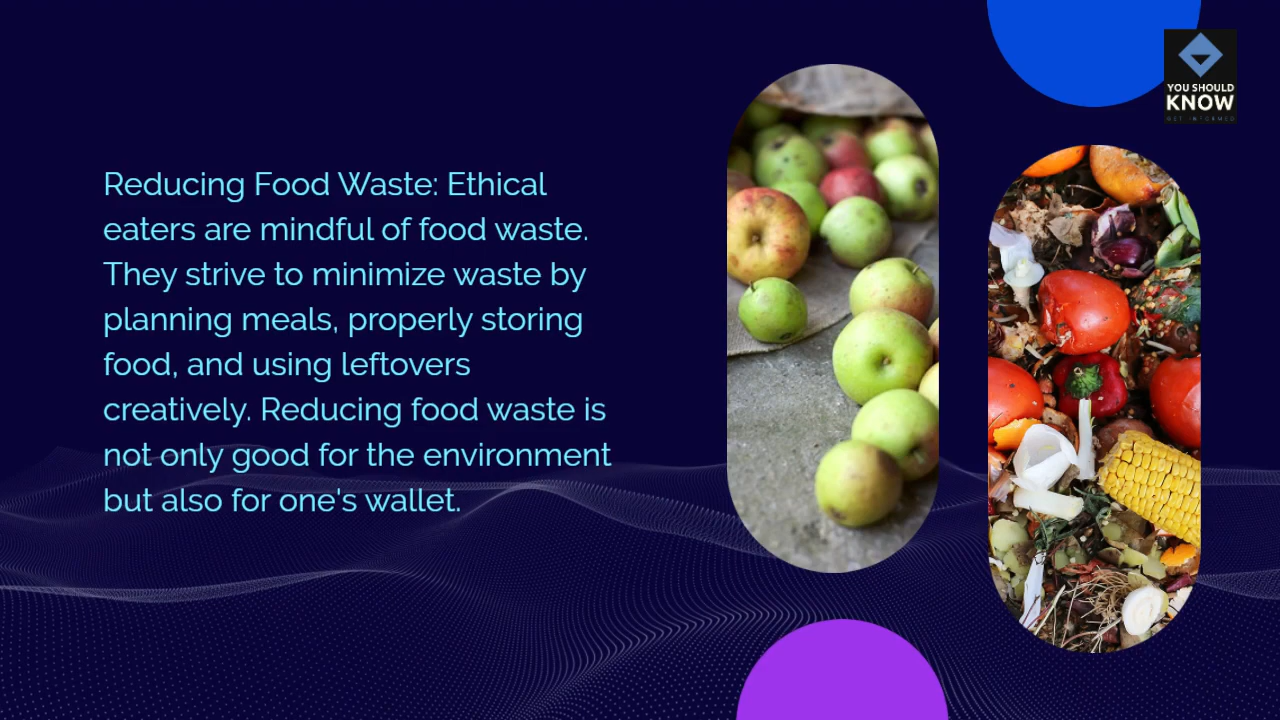 Reducing Food Waste: Ethical
eaters are mindful of food waste.
They strive to minimize waste by
planning meals, properly storing
food, and using leftovers
creatively. Reducing food waste is
not only good for the environment
but also for one's wallet.
YOU SHOULD
KNOW
GET INFORMED